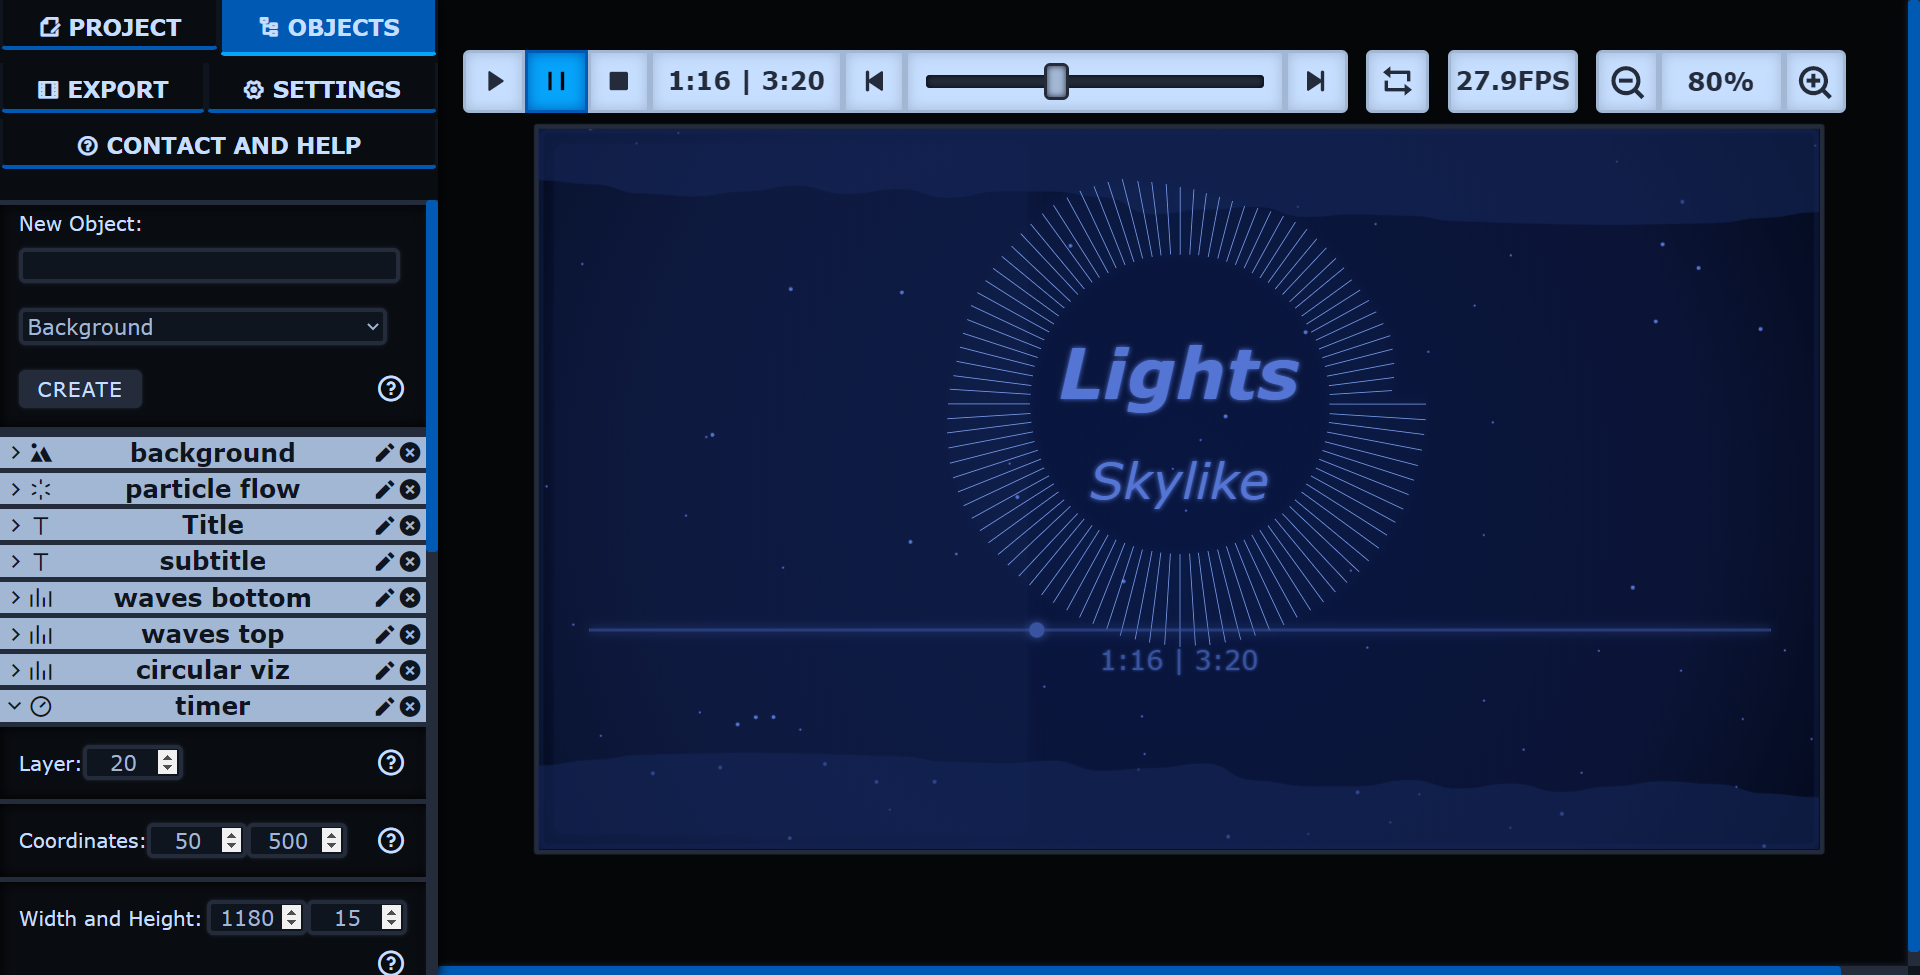 PROJECT
OBJECTS
EXPORT
SETTINGS
CONTACT AND HELP
New Object:
Background
CREATE
background
particle flow
Title
subtitle
waves bottom
waves top
circular viz
timer
Layer: 20
Coordinates: 50 500
Width and Height: 1180 15
1:16 | 3:20
27.9FPS
80%
Lights
Skylike
1:16 | 3:20